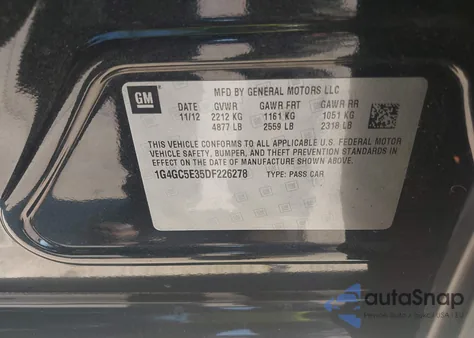 GM
MFD BY GENERAL MOTORS LLC
DATE GVWR GAWR FRT GAWR RR
11/12 2212 KG 1161 KG 1051 KG
4877 LB 2559 LB 2318 LB
THIS VEHICLE CONFORMS TO ALL APPLICABLE U.S. FEDERAL MOTOR
VEHICLE SAFETY, BUMPER, AND THEFT PREVENTION STANDARDS IN
EFFECT ON THE DATE OF MANUFACTURE SHOWN ABOVE.
1G4GC5E35DF226278 TYPE: PASS CAR
autoSnap